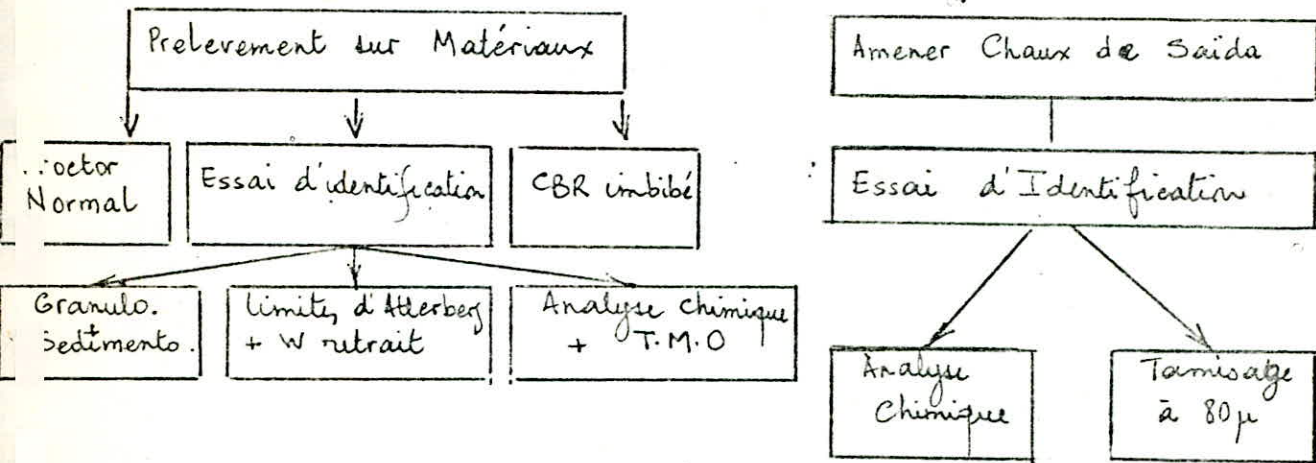 Prelevement sur Matériaux
Amener Chaux de Saïda
Normal
Essai d'identification
CBR imbibé
Essai d'Identification
Granulo.
+
Sedimento.
Limites d'Atterberg
+ W retrait
Analyse Chimique
+ T.M.O
Analyse
Chimique
Tamisage
à 80μ